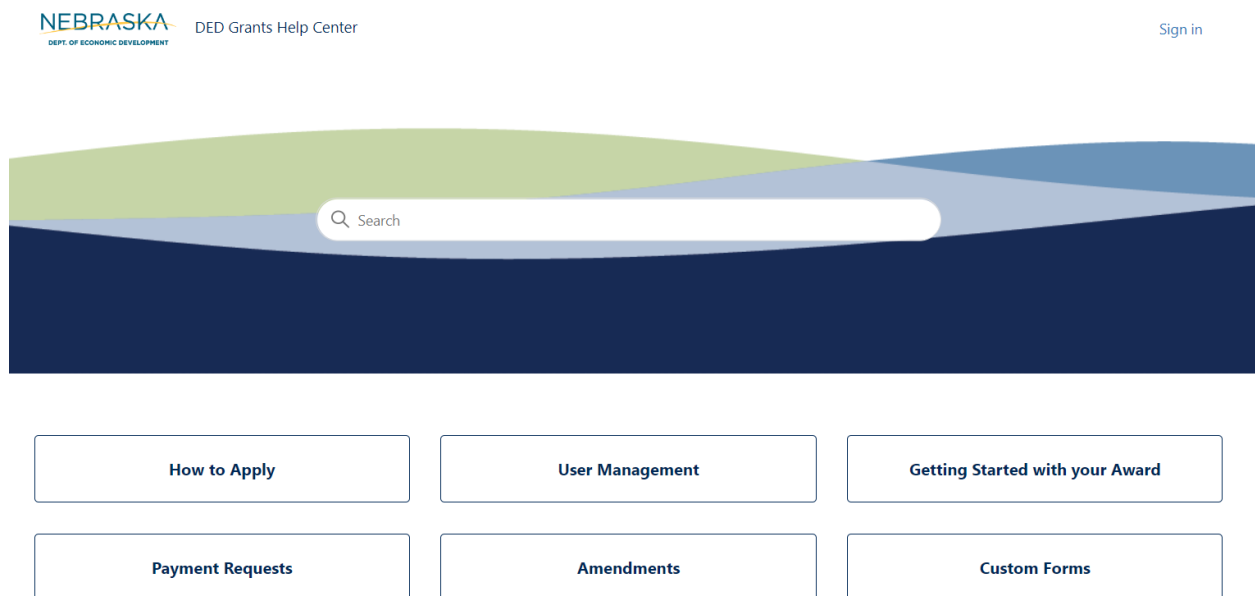 NEBRASKA
DEPT. OF ECONOMIC DEVELOPMENT
DED Grants Help Center
Sign in
Search
How to Apply
User Management
Getting Started with your Award
Payment Requests
Amendments
Custom Forms